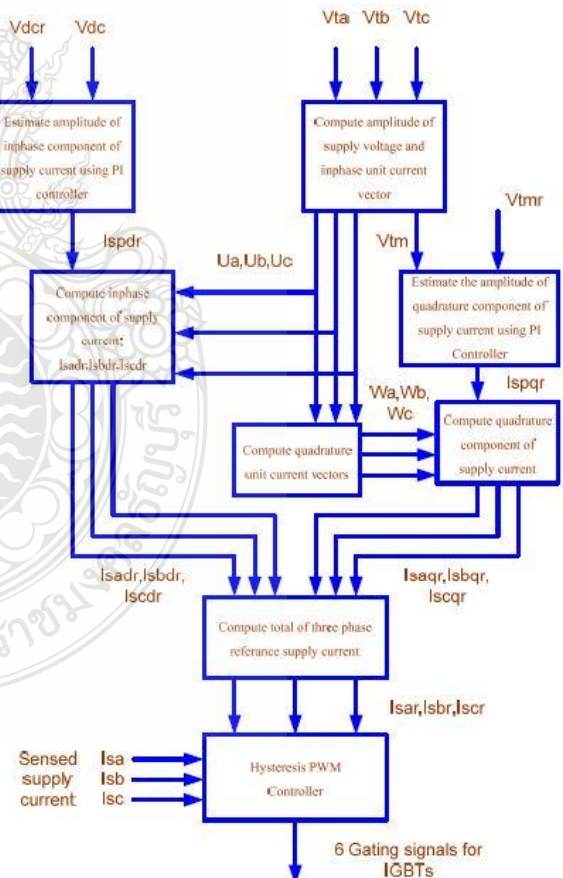 Vdcr Vdc
Vta Vtb Vtc
Estimate amplitude of
inphase component of
supply current using PI
controller
Compute amplitude of
supply voltage and
inphase unit current
vector
Vtmr
Ispdr
Ua,Ub,Uc
Vtm
Compute inphase
component of supply
current:
Isadr,Isbdr,Iscdr
Estimate the amplitude of
quadrature component of
supply current using PI
Controller
Ispqr
Wa,Wb,
Wc
Compute quadrature
unit current vectors
Compute quadrature
component of
supply current
Isadr,Isbdr,
Iscdr
Isaqr,Isbqr,
Iscqr
Compute total of three phase
referance supply current
Isar,Isbr,Iscr
Sensed
supply
current
Isa
Isb
Isc
Hysteresis PWM
Controller
6 Gating signals for
IGBTs